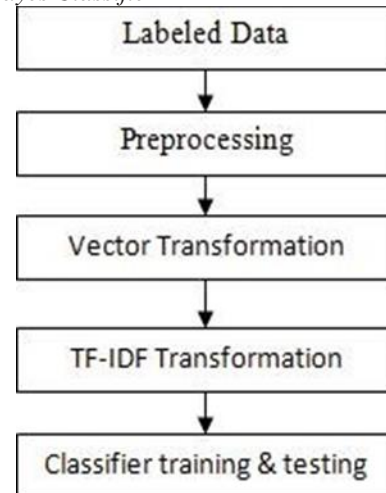 Labeled Data
Preprocessing
Vector Transformation
TF-IDF Transformation
Classifier training & testing